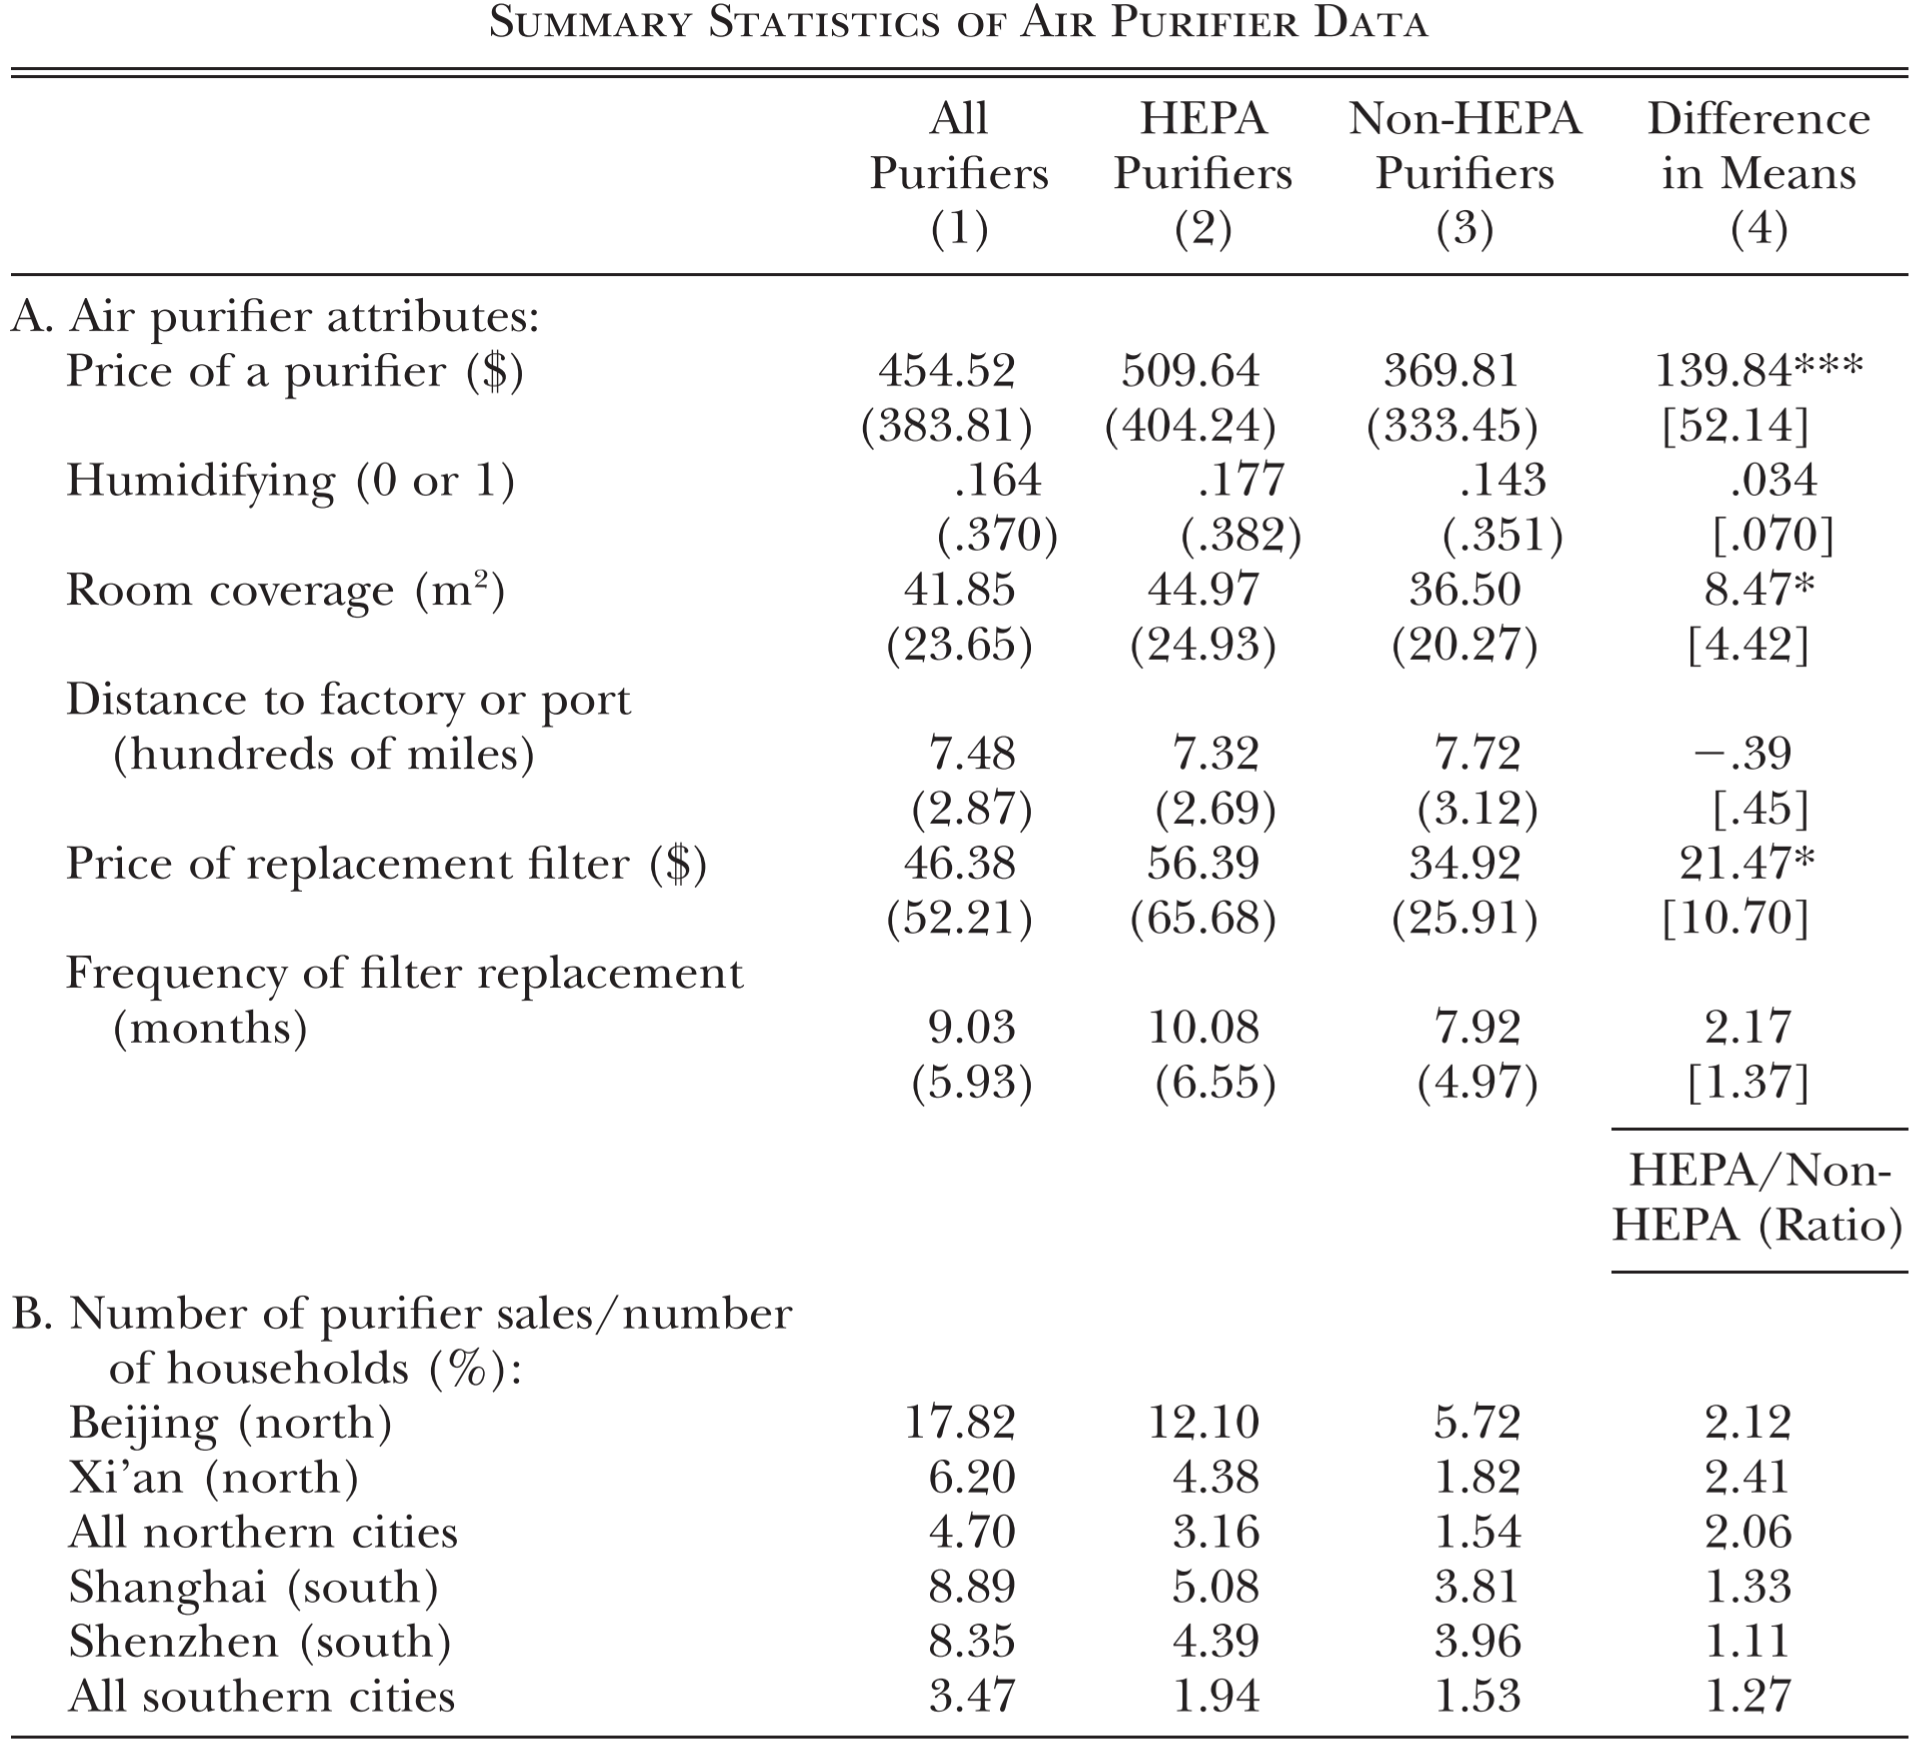 SUMMARY STATISTICS OF AIR PURIFIER DATA
All Purifiers (1) HEPA Purifiers (2) Non-HEPA Purifiers (3) Difference in Means (4)
A. Air purifier attributes:
Price of a purifier ($) 454.52 509.64 369.81 139.84***
(383.81) (404.24) (333.45) [52.14]
Humidifying (0 or 1) .164 .177 .143 .034
(.370) (.382) (.351) [.070]
Room coverage (m²) 41.85 44.97 36.50 8.47*
(23.65) (24.93) (20.27) [4.42]
Distance to factory or port
(hundreds of miles) 7.48 7.32 7.72 −.39
(2.87) (2.69) (3.12) [.45]
Price of replacement filter ($) 46.38 56.39 34.92 21.47*
(52.21) (65.68) (25.91) [10.70]
Frequency of filter replacement
(months) 9.03 10.08 7.92 2.17
(5.93) (6.55) (4.97) [1.37]
HEPA/Non-
HEPA (Ratio)
B. Number of purifier sales/number
of households (%):
Beijing (north) 17.82 12.10 5.72 2.12
Xi’an (north) 6.20 4.38 1.82 2.41
All northern cities 4.70 3.16 1.54 2.06
Shanghai (south) 8.89 5.08 3.81 1.33
Shenzhen (south) 8.35 4.39 3.96 1.11
All southern cities 3.47 1.94 1.53 1.27